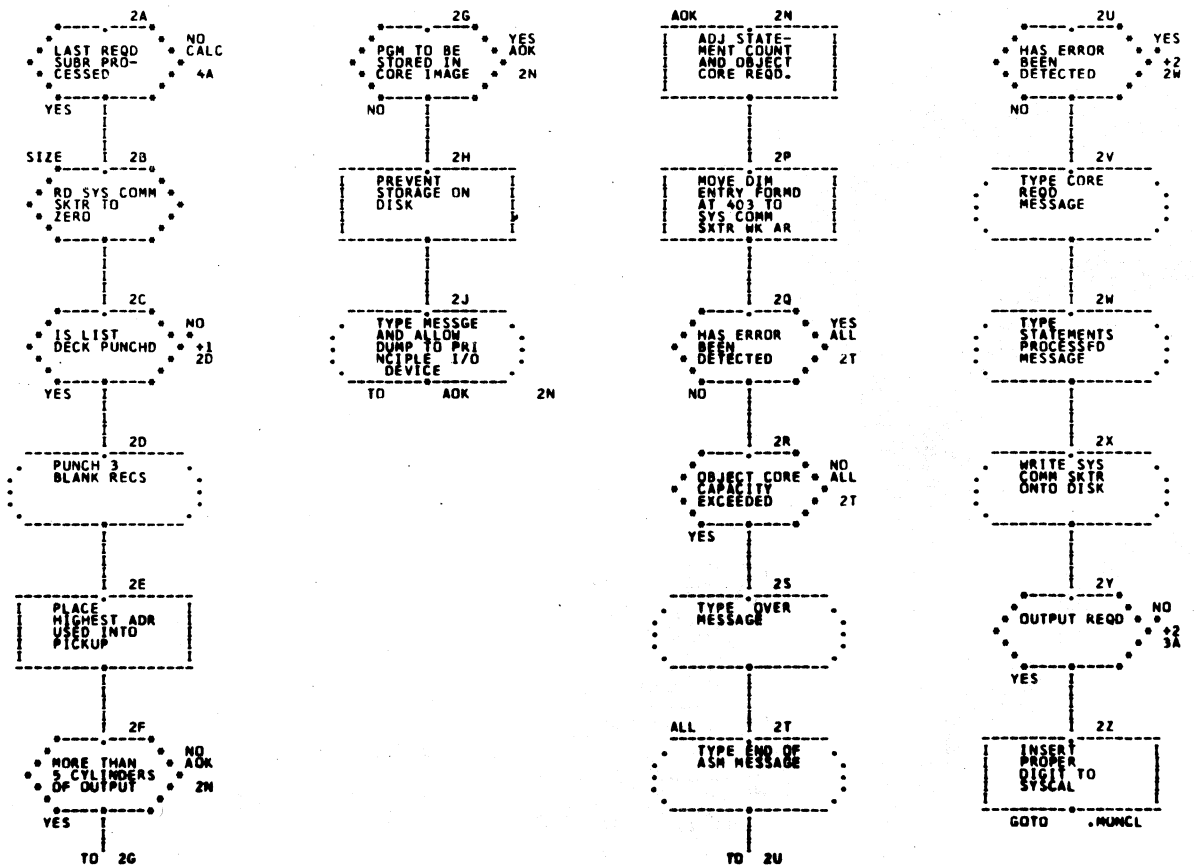 2A
LAST REQD
SUBR PRO-
CESSED
NO
CALC
4A
YES
SIZE 2B
RD SYS COMM
SKTR TO
ZERO
2C
IS LIST
DECK PUNCHD
NO
+1
2D
YES
2D
PUNCH 3
BLANK RECS
2E
PLACE
HIGHEST ADR
USED INTO
PICKUP
2F
MORE THAN
5 CYLINDERS
OF OUTPUT
NO
AOK
2N
YES
TO 2G
2G
PGM TO BE
STORED IN
CORE IMAGE
YES
AOK
2N
NO
2H
PREVENT
STORAGE ON
DISK
2J
TYPE MESSGE
AND ALLOW
DUMP TO PRI
NCIPLE I/O
DEVICE
TO AOK 2N
AOK 2N
ADJ STATE-
MENT COUNT
AND OBJECT
CORE REQD.
2P
MOVE DIM
ENTRY FORMD
AT 403 TO
SYS COMM
SXTR WK AR
2Q
HAS ERROR
BEEN
DETECTED
YES
ALL
2T
NO
2R
OBJECT CORE
CAPACITY
EXCEEDED
NO
ALL
2T
YES
2S
TYPE OVER
MESSAGE
ALL 2T
TYPE END OF
ASM MESSAGE
TO 2U
2U
HAS ERROR
BEEN
DETECTED
YES
+2
2W
NO
2V
TYPE CORE
REQD
MESSAGE
2W
TYPE
STATEMENTS
PROCESSFD
MESSAGE
2X
WRITE SYS
COMM SKTR
ONTO DISK
2Y
OUTPUT REQD
NO
+2
3A
YES
2Z
INSERT
PROPER
DIGIT TO
SYSCAL
GOTO .MUNCL